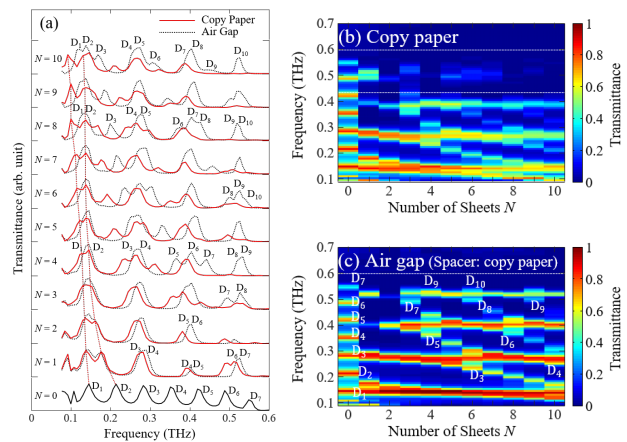 (a)
Copy Paper
Air Gap
D1 D2 D3 D4 D5 D6 D7 D8 D9 D10
N = 10
N = 9
D1 D2 D3 D4 D5 D6 D7 D8 D9 D10
N = 8
N = 7
D8 D9 D10
N = 6
N = 5
D1 D2 D3 D4 D5 D6 D7 D8 D9
N = 4
D7 D8
N = 3
D5 D6
N = 2
D3 D4 D5 D6 D7
N = 1
D1 D2 D3 D4 D5 D6 D7
N = 0
0 0.1 0.2 0.3 0.4 0.5 0.6
Frequency (THz)
Transmittance (arb. unit)
(b) Copy paper
0.7
0.6
0.5
0.4
0.3
0.2
0.1
0 2 4 6 8 10
Number of Sheets N
Frequency (THz)
1
0.8
0.6
0.4
0.2
0
Transmittance
(c) Air gap (Spacer: copy paper)
0.7
0.6
0.5
0.4
0.3
0.2
0.1
D7 D9 D10
D6 D7 D8 D9
D5 D5 D6
D4
D3 D3 D4
D2
D1
0 2 4 6 8 10
Number of Sheets N
Frequency (THz)
1
0.8
0.6
0.4
0.2
0
Transmittance